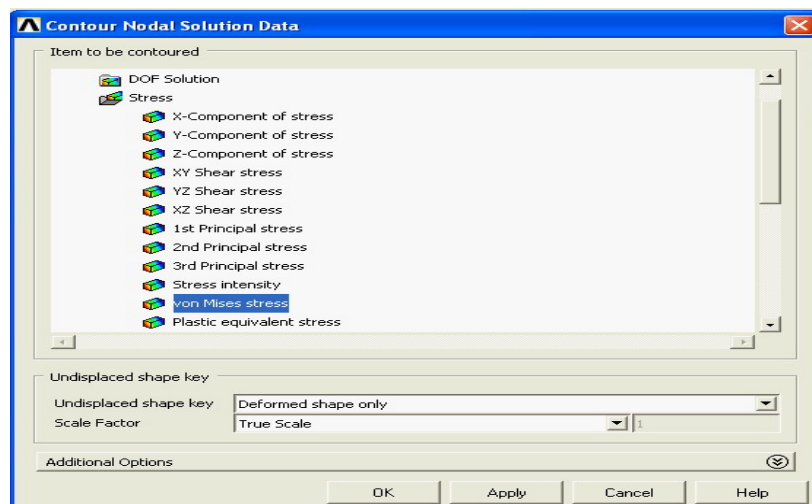 Contour Nodal Solution Data
Item to be contoured
DOF Solution
Stress
X-Component of stress
Y-Component of stress
Z-Component of stress
XY Shear stress
YZ Shear stress
XZ Shear stress
1st Principal stress
2nd Principal stress
3rd Principal stress
Stress intensity
von Mises stress
Plastic equivalent stress
Undisplaced shape key
Undisplaced shape key Deformed shape only
Scale Factor True Scale 1
Additional Options
OK Apply Cancel Help